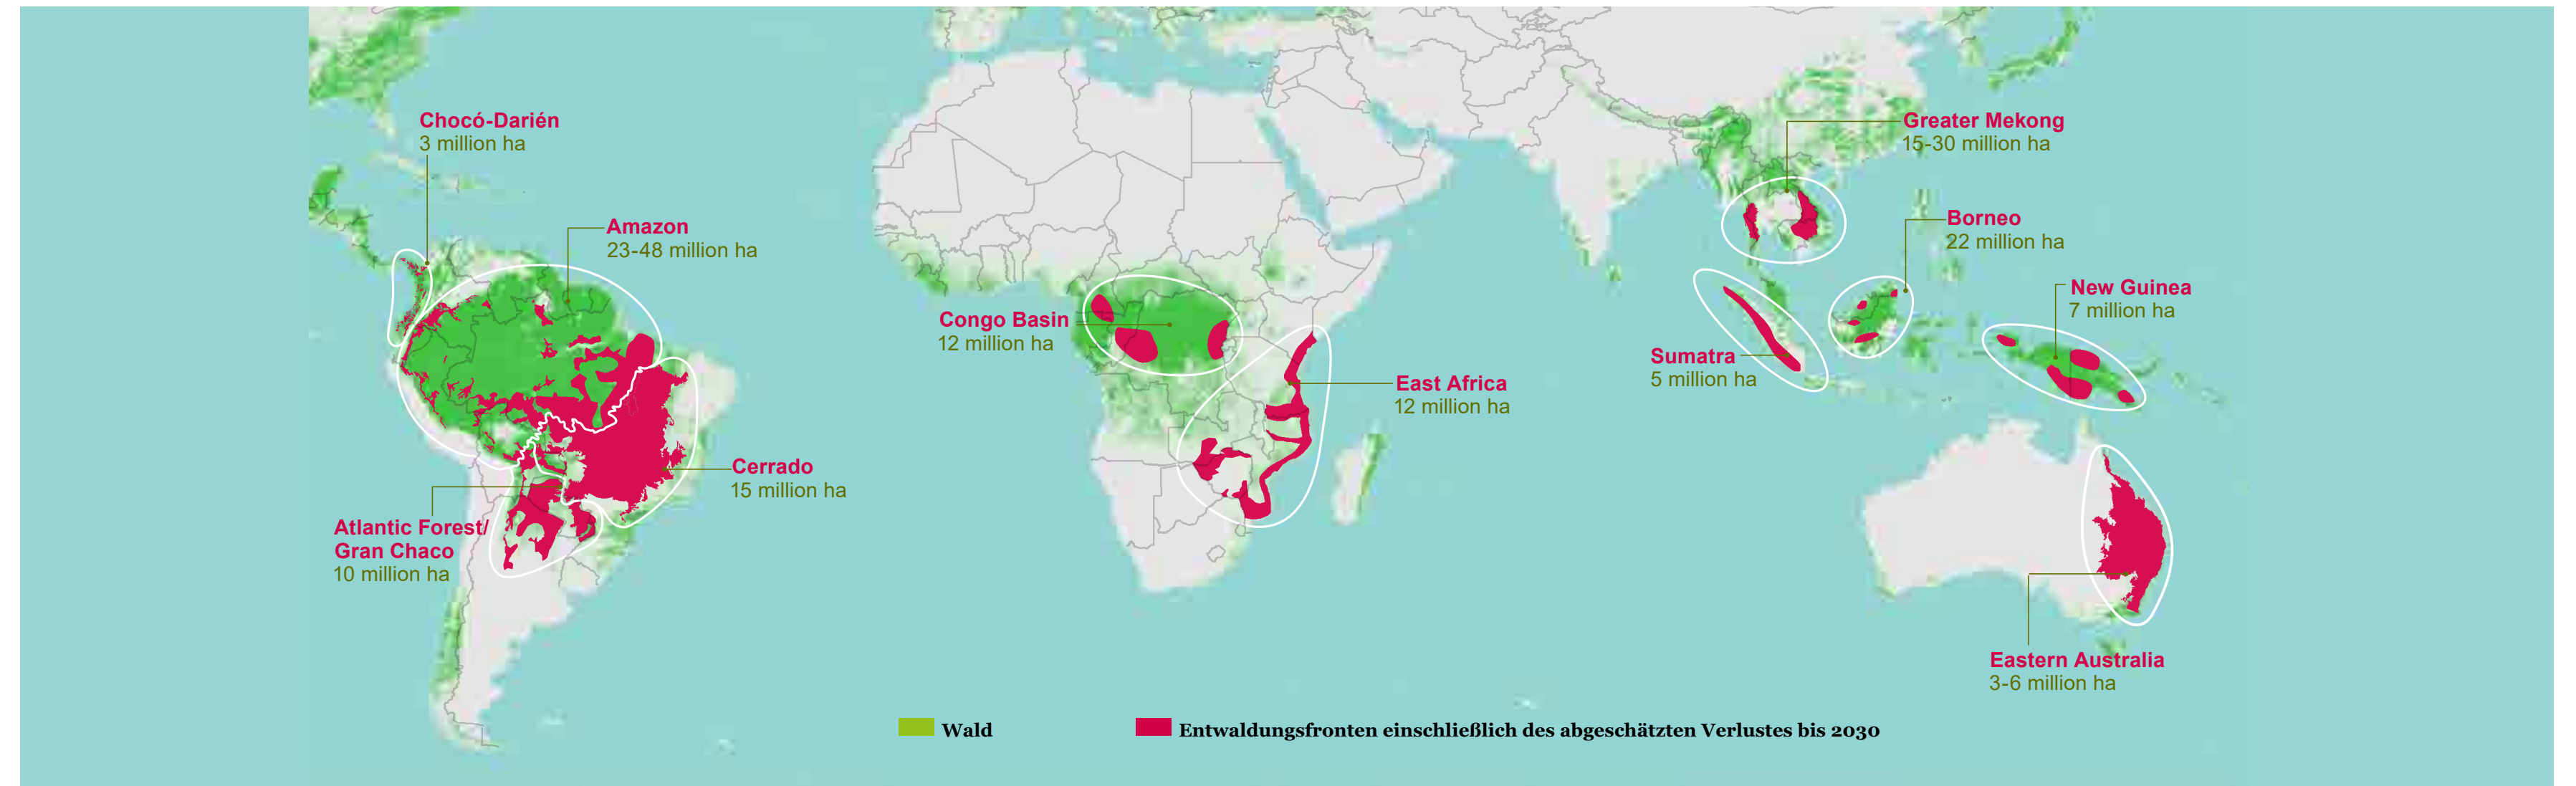 Chocó-Darién
3 million ha
Amazon
23-48 million ha
Cerrado
15 million ha
Atlantic Forest/
Gran Chaco
10 million ha
Congo Basin
12 million ha
East Africa
12 million ha
Greater Mekong
15-30 million ha
Borneo
22 million ha
New Guinea
7 million ha
Sumatra
5 million ha
Eastern Australia
3-6 million ha
Wald
Entwaldungsfronten einschließlich des abgeschätzten Verlustes bis 2030